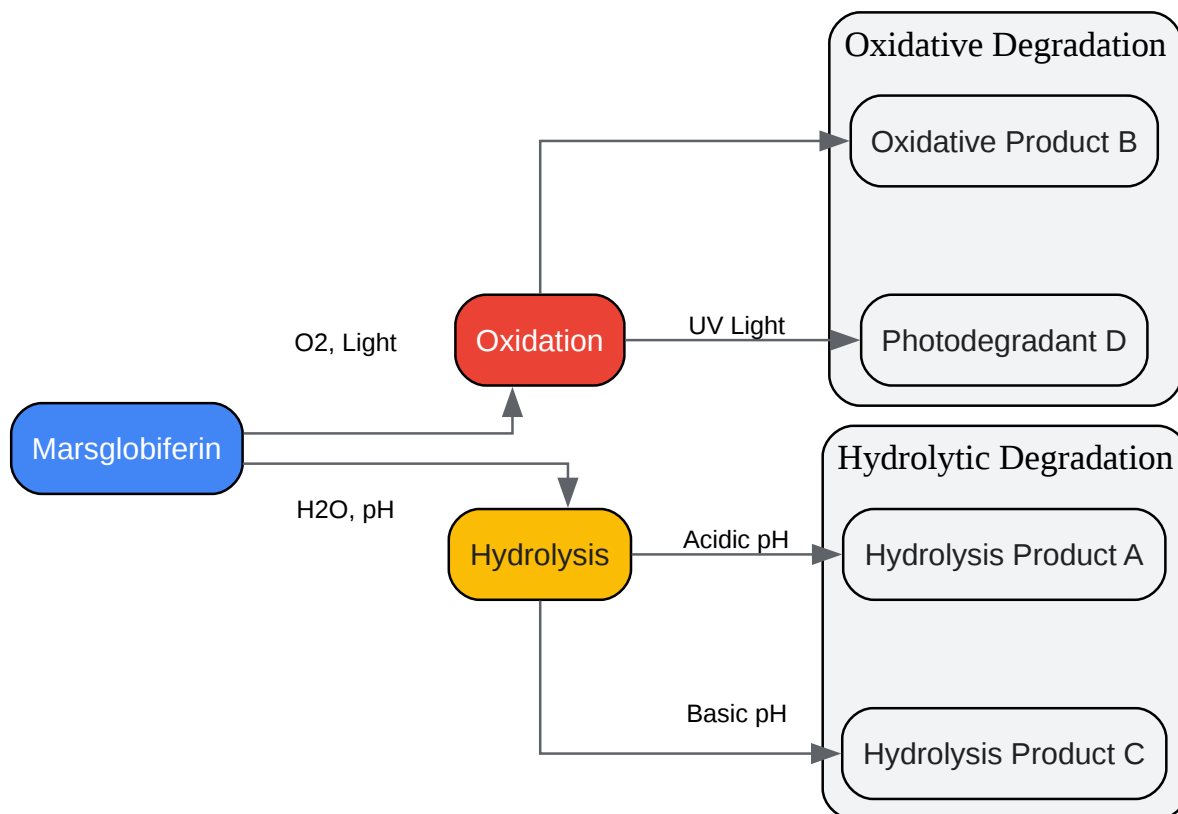 Oxidative Degradation
Oxidative Product B
O2, Light
Oxidation
UV Light
Photodegradant D
Marsglobiferin
H2O, pH
Hydrolytic Degradation
Hydrolysis
Acidic pH
Hydrolysis Product A
Basic pH
Hydrolysis Product C